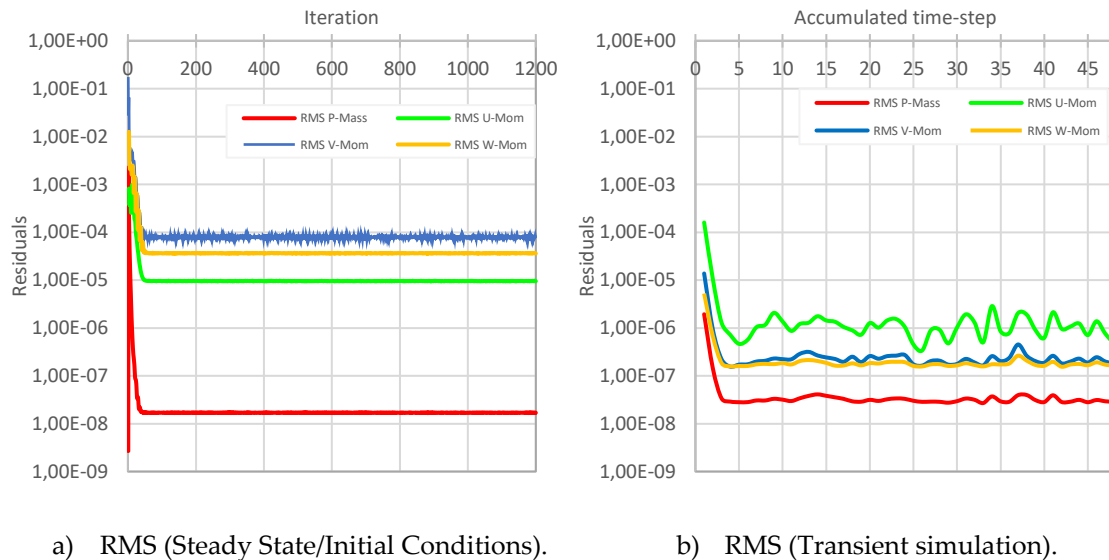 Iteration
1,00E+00
0 200 400 600 800 1000 1200
1,00E-01
RMS P-Mass RMS U-Mom
1,00E-02
RMS V-Mom RMS W-Mom
1,00E-03
1,00E-04
Residuals
1,00E-05
1,00E-06
1,00E-07
1,00E-08
1,00E-09
a) RMS (Steady State/Initial Conditions).
Accumulated time-step
1,00E+00
0 5 10 15 20 25 30 35 40 45
1,00E-01
RMS P-Mass RMS U-Mom
1,00E-02
RMS V-Mom RMS W-Mom
1,00E-03
1,00E-04
Residuals
1,00E-05
1,00E-06
1,00E-07
1,00E-08
1,00E-09
b) RMS (Transient simulation).